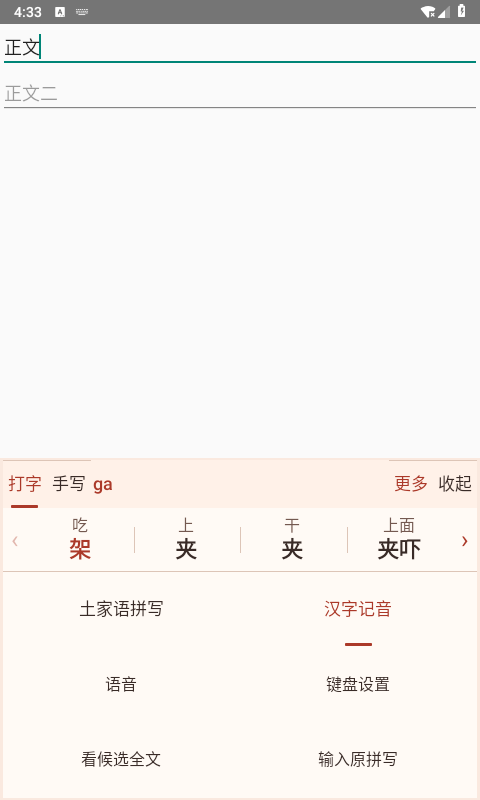 4:33
正文
正文二
打字 手写 ga 更多 收起
‹ 吃 上 干 上面 ›
架 夹 夹 夹吓
土家语拼写 汉字记音
语音 键盘设置
看候选全文 输入原拼写